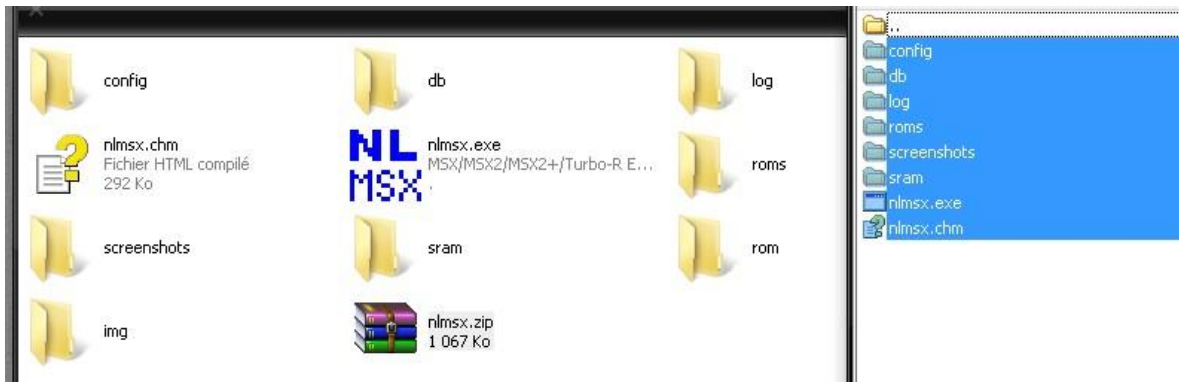 config
db
log
nlmsx.chm
Fichier HTML compilé
292 Ko
NL
MSX
nlmsx.exe
MSX/MSX2/MSX2+/Turbo-R E...
roms
screenshots
sram
rom
img
nlmsx.zip
1 067 Ko
..
config
db
log
roms
screenshots
sram
nlmsx.exe
nlmsx.chm